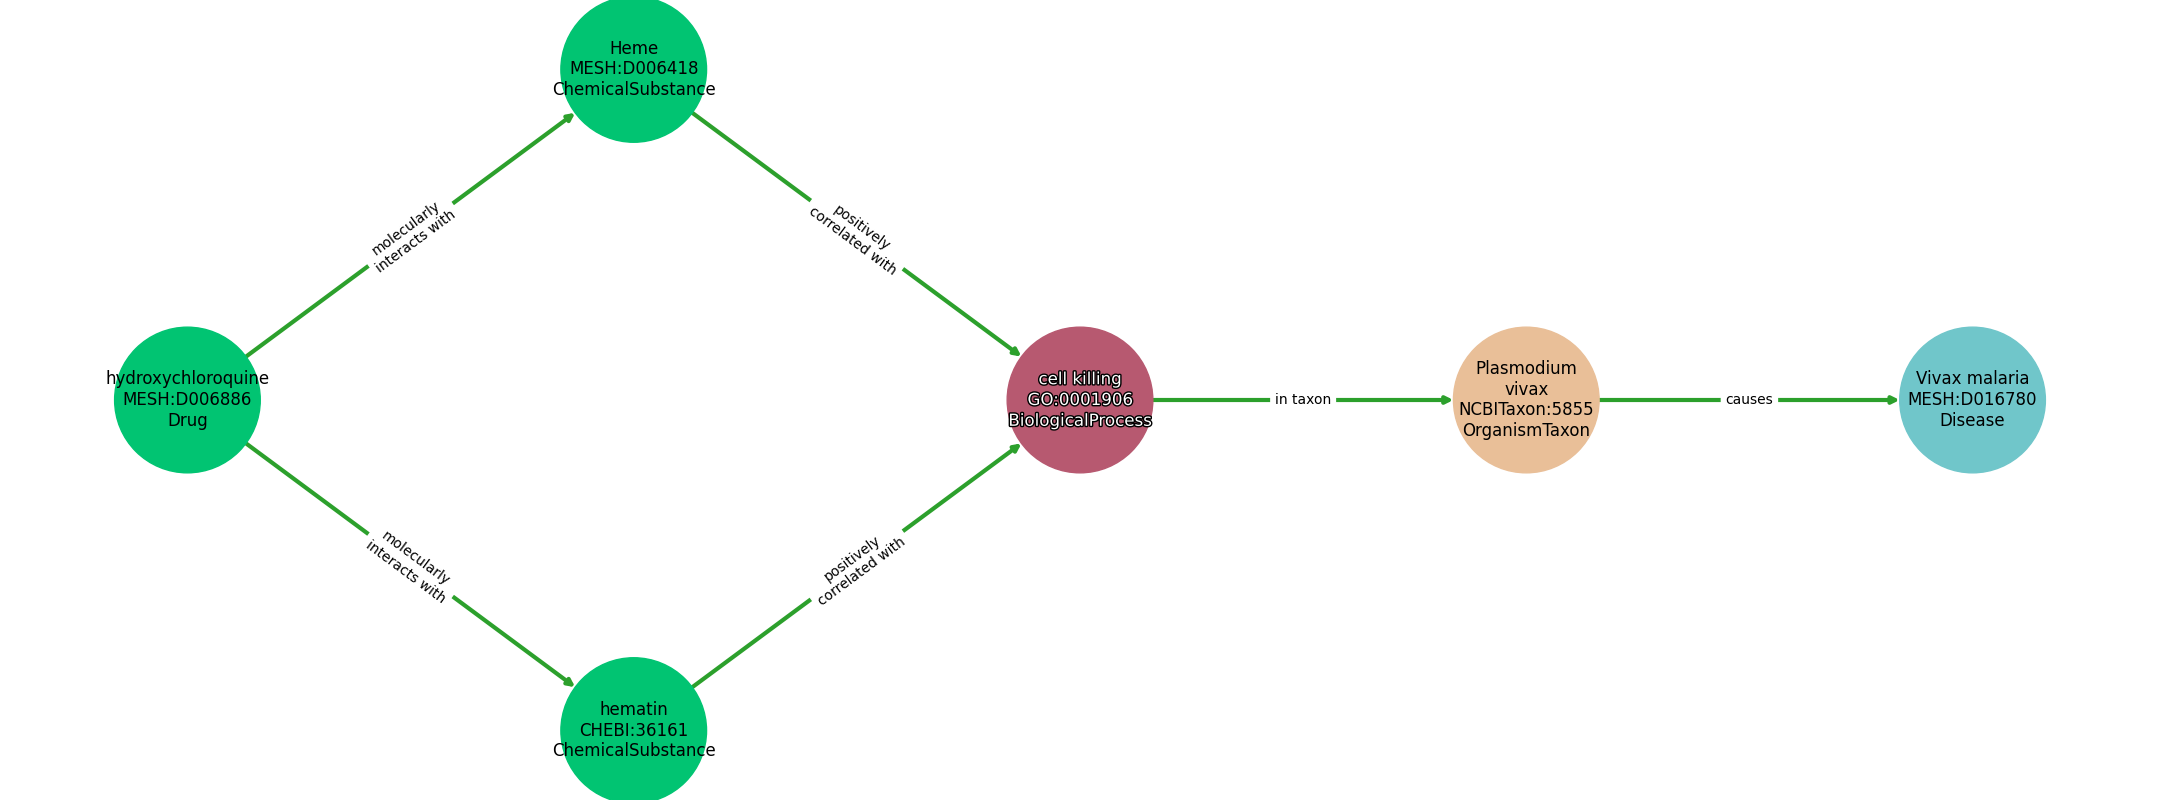 Heme
MESH:D006418
ChemicalSubstance
molecularly
interacts with
positively
correlated with
hydroxychloroquine
MESH:D006886
Drug
cell killing
GO:0001906
BiologicalProcess
in taxon
Plasmodium
vivax
NCBITaxon:5855
OrganismTaxon
causes
Vivax malaria
MESH:D016780
Disease
molecularly
interacts with
positively
correlated with
hematin
CHEBI:36161
ChemicalSubstance